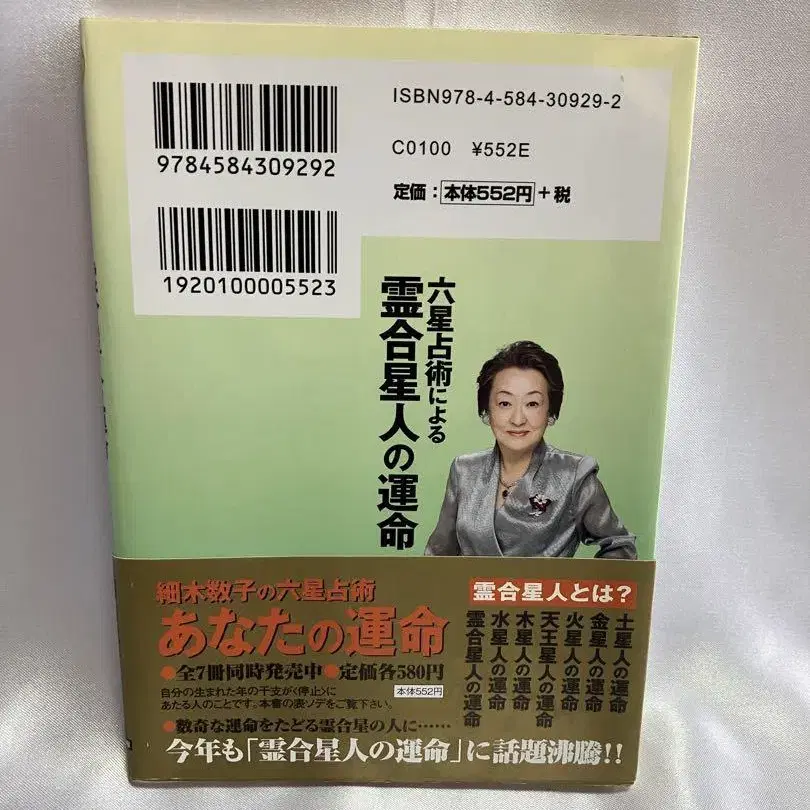 ISBN978-4-584-30929-2
C0100 ¥552E
定価：本体552円+税
9784584309292
1920100005523
六星占術による
霊合星人の運命
細木数子の六星占術
あなたの運命
●全7冊同時発売中●定価各580円
本体552円
自分の生まれた年の干支が〈停止〉に
あたる人のことです。本書の表ソデをご覧下さい。
●数奇な運命をたどる霊合星の人に……
今年も「霊合星人の運命」に話題沸騰!!
霊合星人とは?
土星人の運命
金星人の運命
火星人の運命
天王星人の運命
木星人の運命
水星人の運命
霊合星人の運命